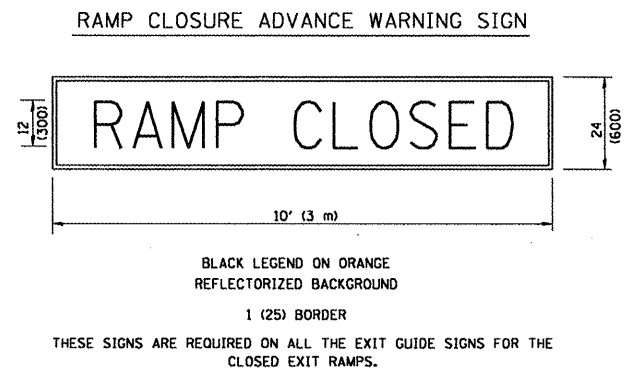 RAMP CLOSURE ADVANCE WARNING SIGN
RAMP CLOSED
12
(300)
24
(600)
10' (3 m)
BLACK LEGEND ON ORANGE
REFLECTORIZED BACKGROUND
1 (25) BORDER
THESE SIGNS ARE REQUIRED ON ALL THE EXIT GUIDE SIGNS FOR THE
CLOSED EXIT RAMPS.